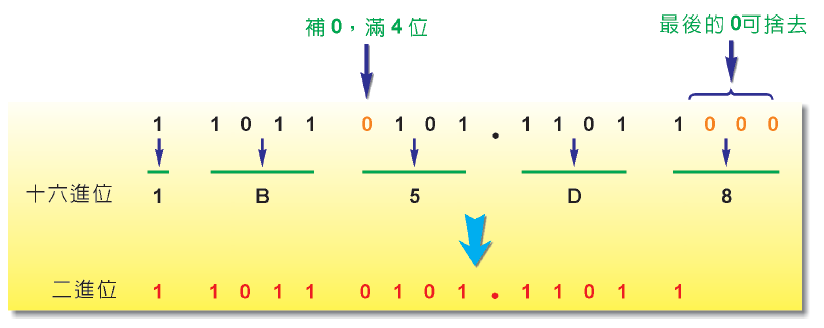 補0，滿4位 最後的0可捨去
1 1 0 1 1 0 1 0 1 . 1 1 0 1 1 0 0 0
十六進位 1 B 5 D 8
二進位 1 1 0 1 1 0 1 0 1 . 1 1 0 1 1